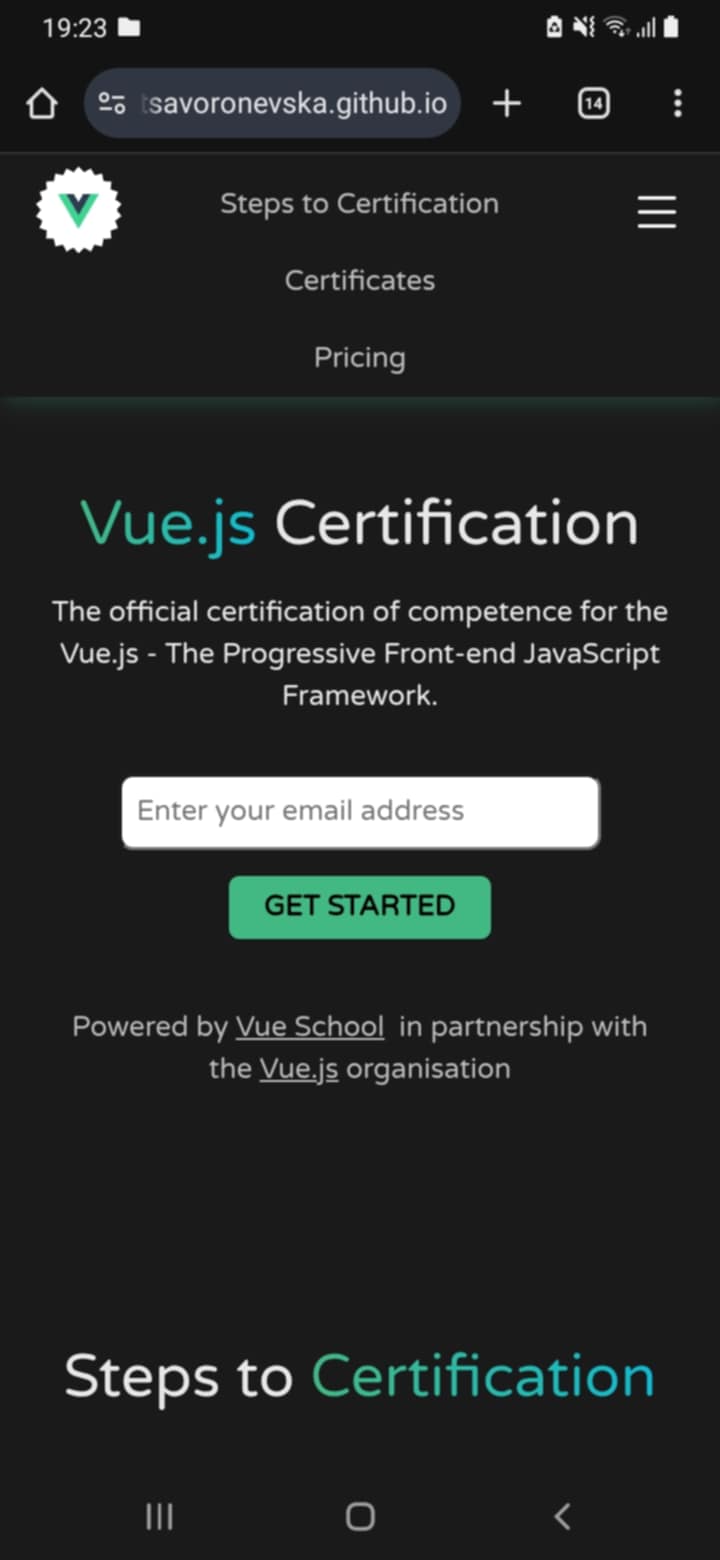 19:23
tsavoronevska.github.io
14
Steps to Certification
Certificates
Pricing
Vue.js Certification
The official certification of competence for the
Vue.js - The Progressive Front-end JavaScript
Framework.
Enter your email address
GET STARTED
Powered by Vue School in partnership with
the Vue.js organisation
Steps to Certification